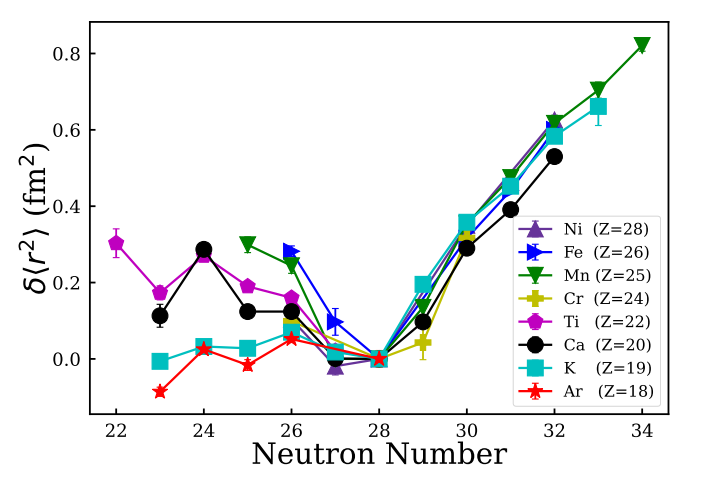 0.8
0.6
0.4
0.2
0.0
δ⟨r²⟩ (fm²)
22 24 26 28 30 32 34
Neutron Number
Ni (Z=28)
Fe (Z=26)
Mn (Z=25)
Cr (Z=24)
Ti (Z=22)
Ca (Z=20)
K (Z=19)
Ar (Z=18)